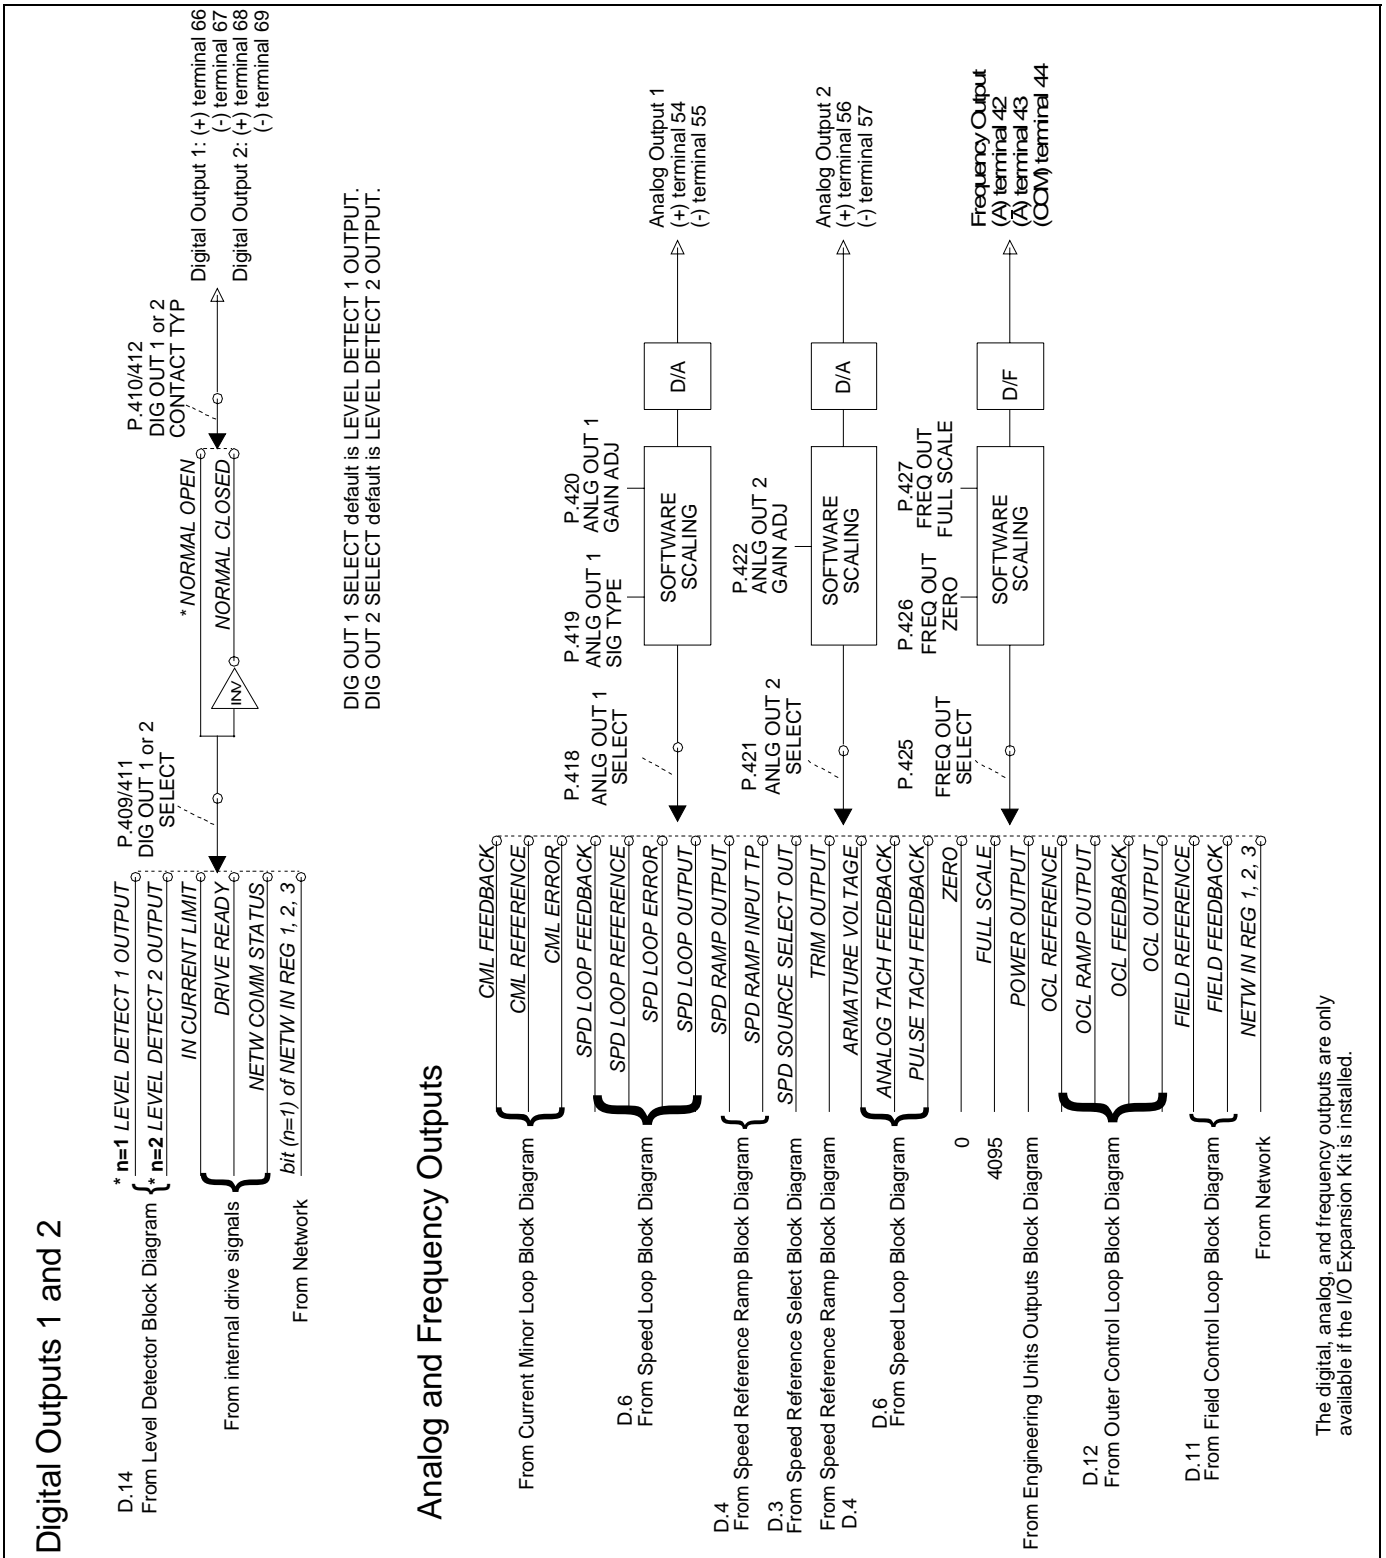 Digital Outputs 1 and 2
D.14
From Level Detector Block Diagram
* n=1 LEVEL DETECT 1 OUTPUT
* n=2 LEVEL DETECT 2 OUTPUT
From internal drive signals
IN CURRENT LIMIT
DRIVE READY
NETW COMM STATUS
From Network
bit (n=1) of NETW IN REG 1, 2, 3
P.409/411
DIG OUT 1 or 2
SELECT
INV
* NORMAL OPEN
NORMAL CLOSED
P.410/412
DIG OUT 1 or 2
CONTACT TYP
Digital Output 1: (+) terminal 66
(-) terminal 67
Digital Output 2: (+) terminal 68
(-) terminal 69
DIG OUT 1 SELECT default is LEVEL DETECT 1 OUTPUT.
DIG OUT 2 SELECT default is LEVEL DETECT 2 OUTPUT.
Analog and Frequency Outputs
From Current Minor Loop Block Diagram
CML FEEDBACK
CML REFERENCE
CML ERROR
D.6
From Speed Loop Block Diagram
SPD LOOP FEEDBACK
SPD LOOP REFERENCE
SPD LOOP ERROR
SPD LOOP OUTPUT
D.4
From Speed Reference Ramp Block Diagram
SPD RAMP OUTPUT
SPD RAMP INPUT TP
D.3
From Speed Reference Select Block Diagram
SPD SOURCE SELECT OUT
From Speed Reference Ramp Block Diagram
D.4
TRIM OUTPUT
D.6
From Speed Loop Block Diagram
ARMATURE VOLTAGE
ANALOG TACH FEEDBACK
PULSE TACH FEEDBACK
0
ZERO
4095
FULL SCALE
From Engineering Units Outputs Block Diagram
POWER OUTPUT
D.12
From Outer Control Loop Block Diagram
OCL REFERENCE
OCL RAMP OUTPUT
OCL FEEDBACK
OCL OUTPUT
D.11
From Field Control Loop Block Diagram
FIELD REFERENCE
FIELD FEEDBACK
From Network
NETW IN REG 1, 2, 3
P.418
ANLG OUT 1
SELECT
P.419
ANLG OUT 1
SIG TYPE
P.420
ANLG OUT 1
GAIN ADJ
SOFTWARE
SCALING
D/A
Analog Output 1
(+) terminal 54
(-) terminal 55
P.421
ANLG OUT 2
SELECT
P.422
ANLG OUT 2
GAIN ADJ
SOFTWARE
SCALING
D/A
Analog Output 2
(+) terminal 56
(-) terminal 57
P.425
FREQ OUT
SELECT
P.426
FREQ OUT
ZERO
P.427
FREQ OUT
FULL SCALE
SOFTWARE
SCALING
D/F
Frequency Output
(A) terminal 42
(A) terminal 43
(COM) terminal 44
The digital, analog, and frequency outputs are only
available if the I/O Expansion Kit is installed.